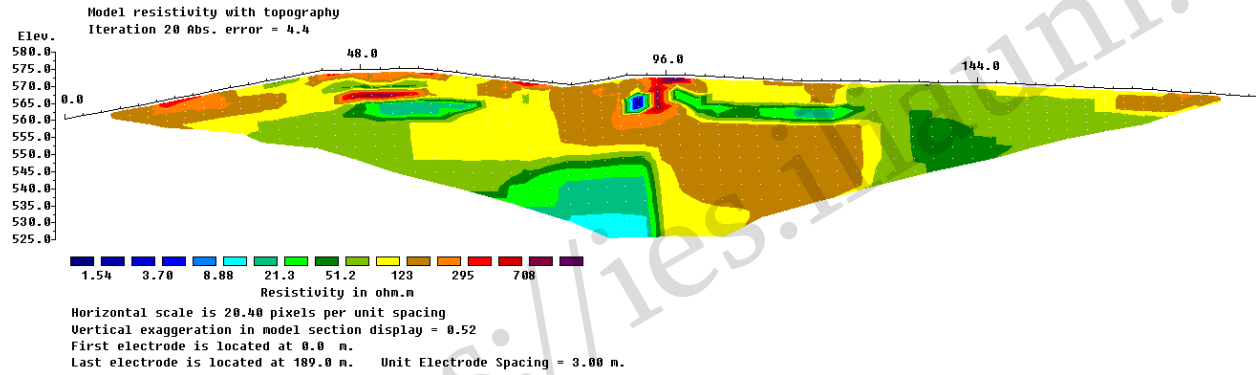 Model resistivity with topography
Iteration 20 Abs. error = 4.4
Elev.
580.0
575.0
570.0
565.0
560.0
555.0
550.0
545.0
540.0
535.0
530.0
525.0
0.0
48.0
96.0
144.0
1.54 3.70 8.88 21.3 51.2 123 295 708
Resistivity in ohm.m
Horizontal scale is 20.40 pixels per unit spacing
Vertical exaggeration in model section display = 0.52
First electrode is located at 0.0 m.
Last electrode is located at 189.0 m. Unit Electrode Spacing = 3.00 m.